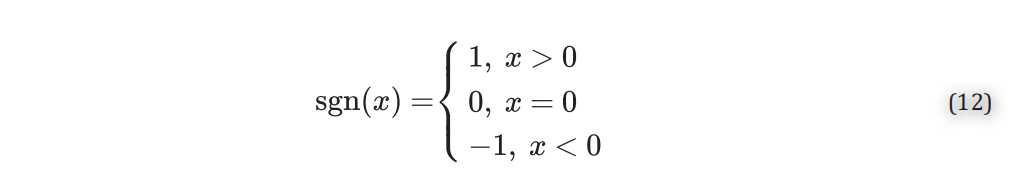 1, x > 0
sgn(x) = { 0, x = 0 (12)
−1, x < 0